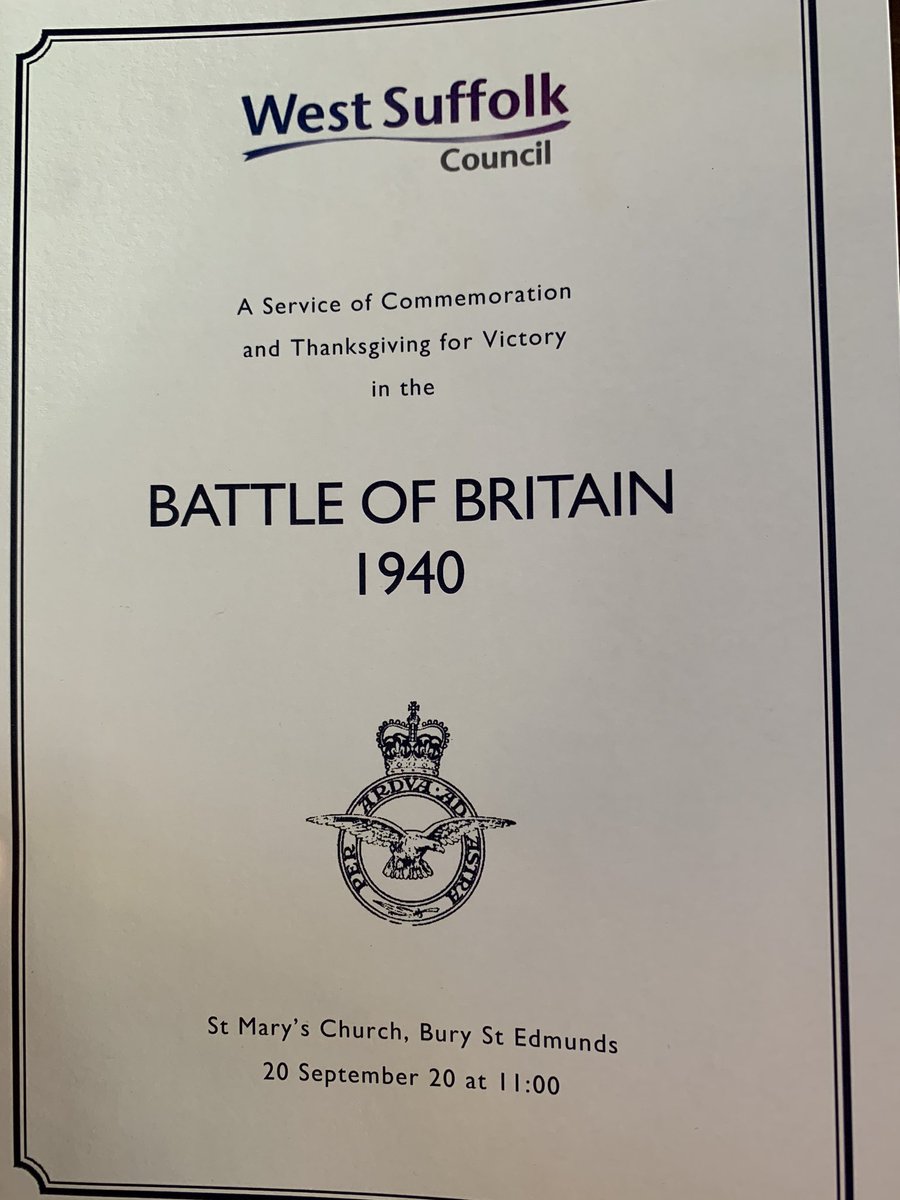 West Suffolk
Council
A Service of Commemoration
and Thanksgiving for Victory
in the
BATTLE OF BRITAIN
1940
PER ARDVA · AD ASTRA
St Mary's Church, Bury St Edmunds
20 September 20 at 11:00